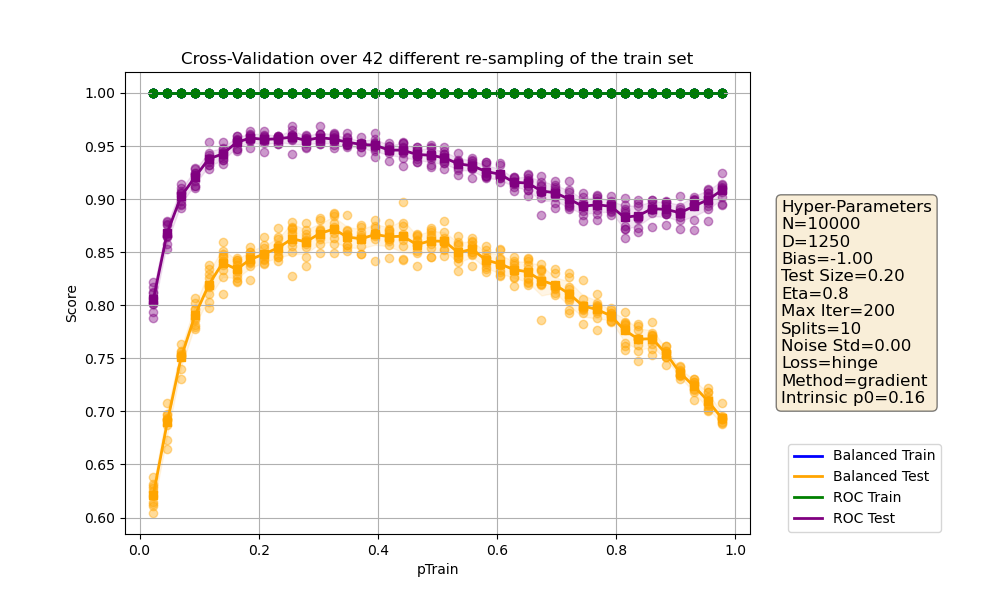 Cross-Validation over 42 different re-sampling of the train set
1.00
0.95
0.90
0.85
0.80
0.75
0.70
0.65
0.60
Score
0.0
0.2
0.4
0.6
0.8
1.0
pTrain
Hyper-Parameters
N=10000
D=1250
Bias=-1.00
Test Size=0.20
Eta=0.8
Max Iter=200
Splits=10
Noise Std=0.00
Loss=hinge
Method=gradient
Intrinsic p0=0.16
Balanced Train
Balanced Test
ROC Train
ROC Test